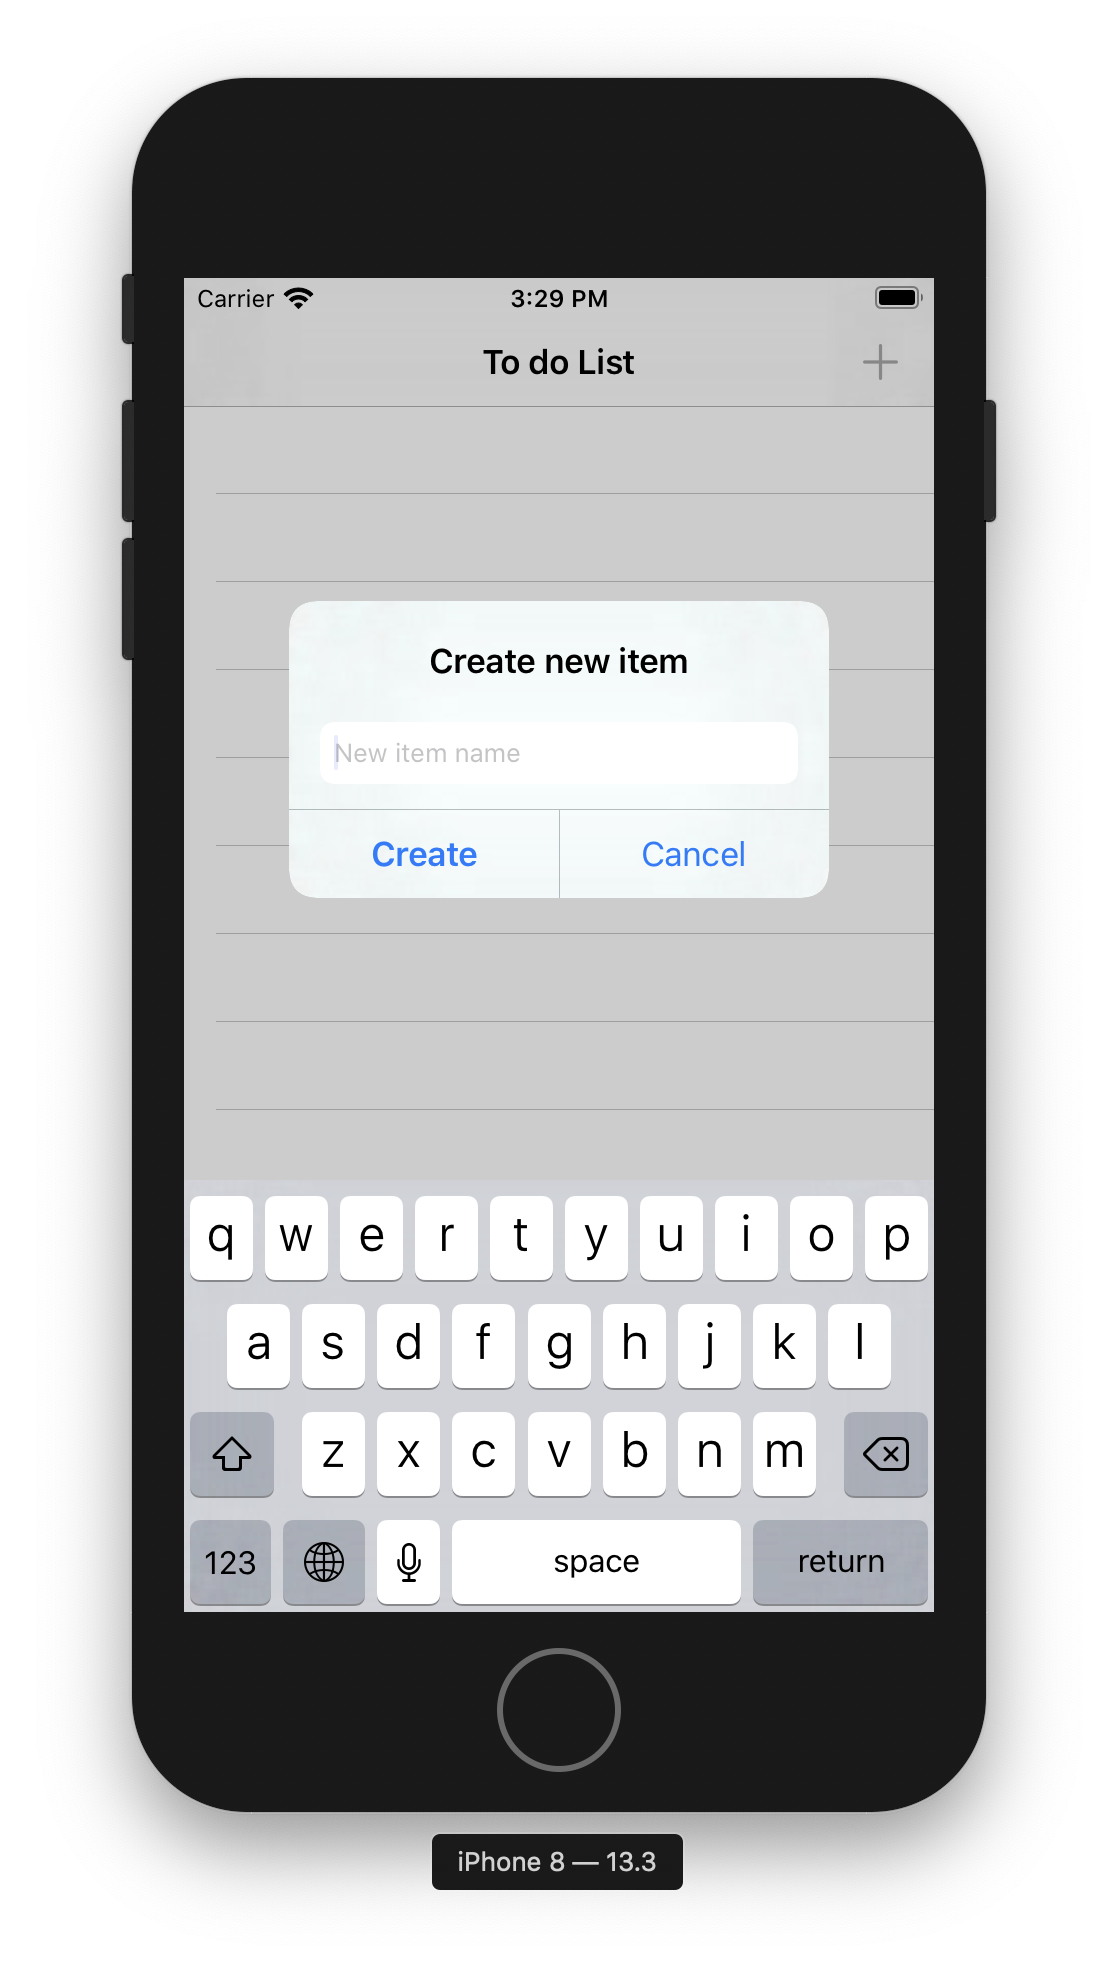 Carrier 3:29 PM
To do List
Create new item
New item name
Create Cancel
q w e r t y u i o p
a s d f g h j k l
z x c v b n m
123 space return
iPhone 8 — 13.3